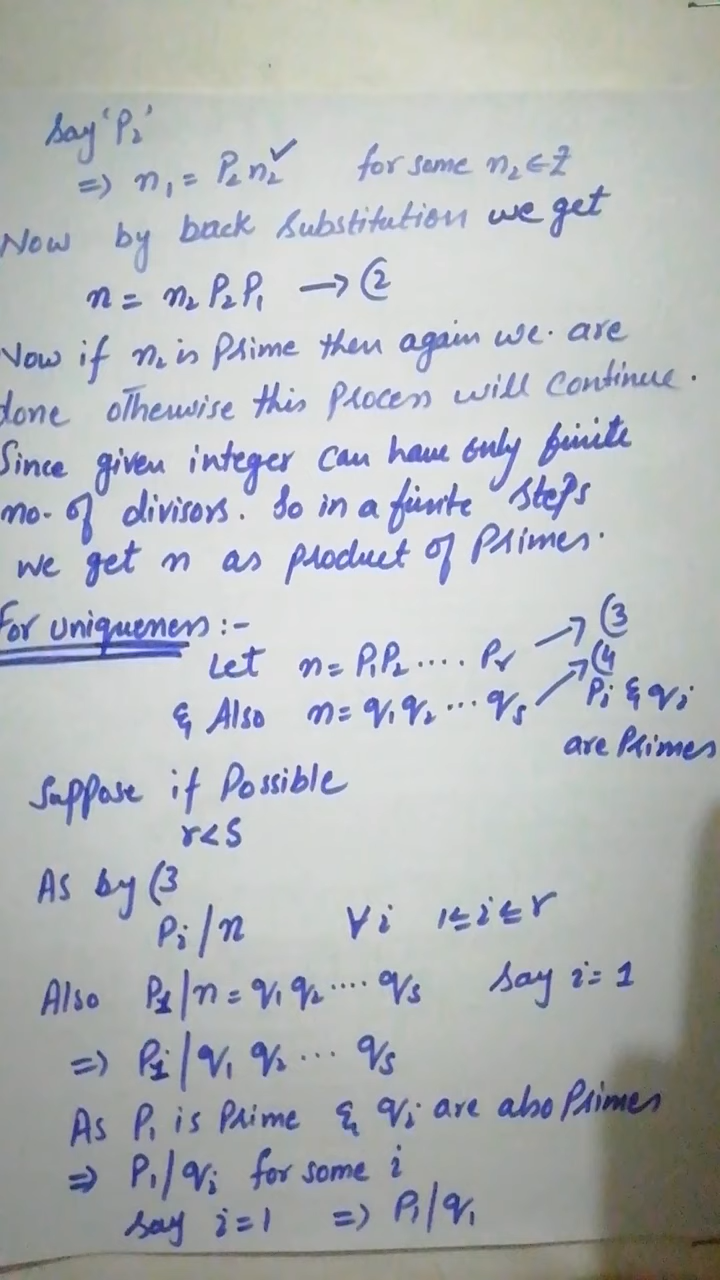 Say 'P₂'
=> n₁ = P₂n₂ ✓ for some n₂ ∈ Z
Now by back substitution we get
n = n₂ P₂ P₁ → (2
Now if n₂ is Prime then again we. are
done otherwise this Process will continue.
Since given integer can have only finite
no. of divisors. So in a finite steps
we get n as product of Primes.
For uniqueness :-
Let n = P₁P₂ .... Pᵣ → (3
& Also n = q₁q₂ ... qₛ → (4
Pᵢ & qᵢ
are Primes
Suppose if Possible
r<S
As by (3
Pᵢ/n ∀ i 1≤i≤r
Also P₁/n = q₁ q₂ .... qₛ Say i = 1
=> P₁/q₁ q₂ ... qₛ
As P₁ is Prime & qᵢ are also Primes
=> P₁/qᵢ for some i
Say i=1 => P₁/q₁